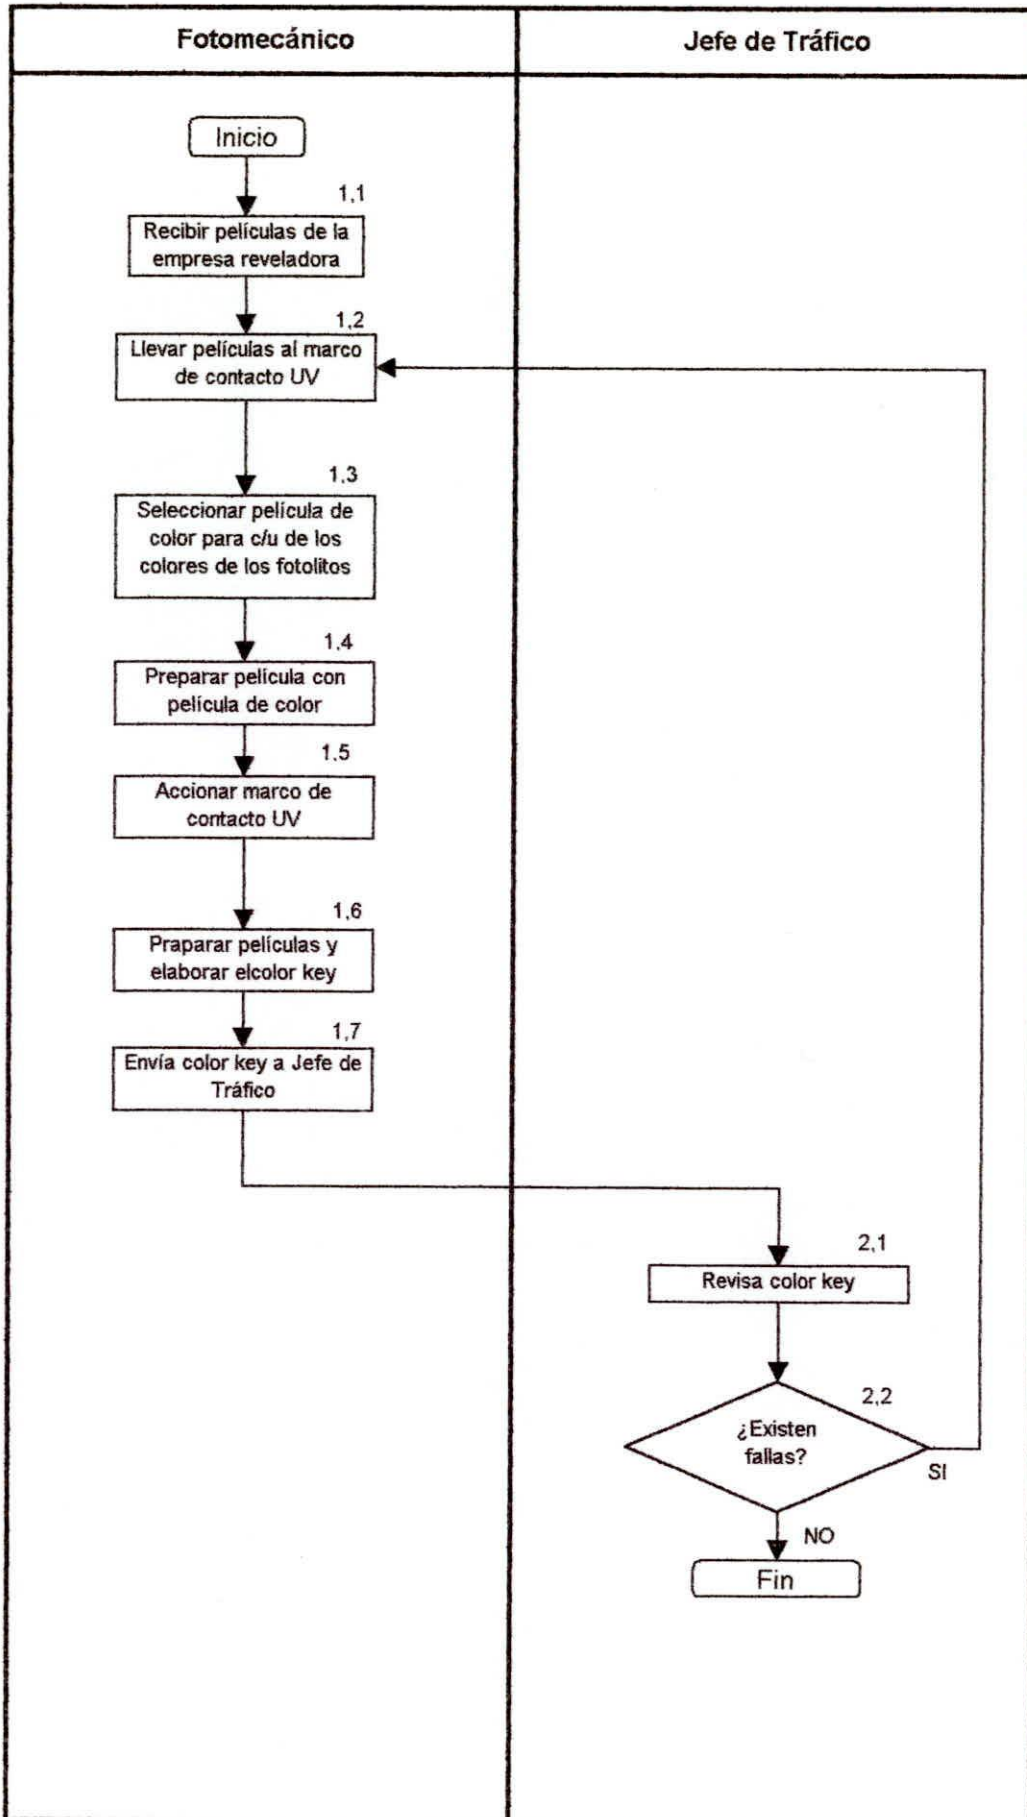 Fotomecánico
Jefe de Tráfico
Inicio
1,1
Recibir películas de la
empresa reveladora
1,2
Llevar películas al marco
de contacto UV
1,3
Seleccionar película de
color para c/u de los
colores de los fotolitos
1,4
Preparar película con
película de color
1,5
Accionar marco de
contacto UV
1,6
Praparar películas y
elaborar elcolor key
1,7
Envía color key a Jefe de
Tráfico
2,1
Revisa color key
2,2
¿Existen
fallas?
SI
NO
Fin